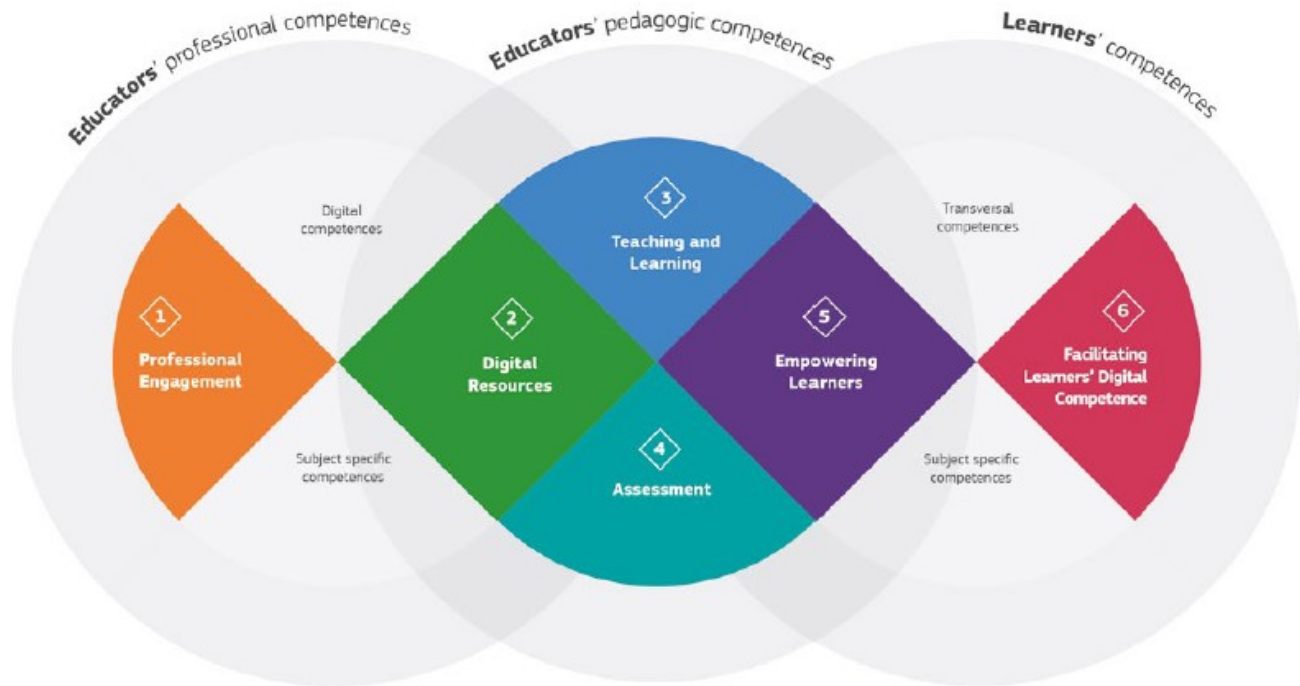 Educators' professional competences
Educators' pedagogic competences
Learners' competences
Digital
competences
Subject specific
competences
1
Professional
Engagement
2
Digital
Resources
3
Teaching and
Learning
4
Assessment
5
Empowering
Learners
Transversal
competences
Subject specific
competences
6
Facilitating
Learners' Digital
Competence